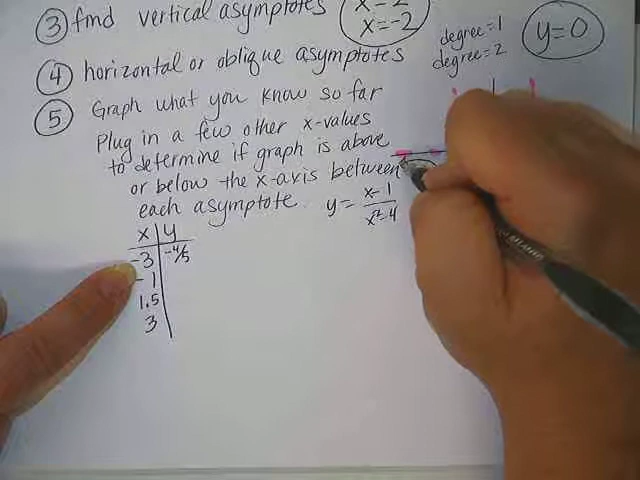 ③ find vertical asymptotes
x=2
x=-2
degree=1
degree=2
y=0
④ horizontal or oblique asymptotes
⑤ Graph what you know so far
Plug in a few other x-values
to determine if graph is above
or below the x-axis between
each asymptote.
y = x-1 / x²-4
x | y
-3 | -4/5
-1
1.5
3